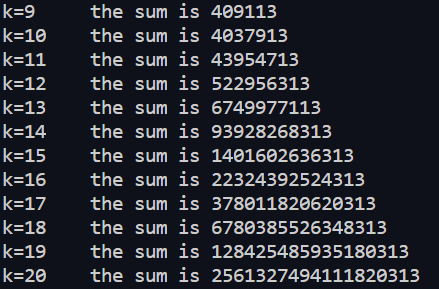 k=9 the sum is 409113
k=10 the sum is 4037913
k=11 the sum is 43954713
k=12 the sum is 522956313
k=13 the sum is 6749977113
k=14 the sum is 93928268313
k=15 the sum is 1401602636313
k=16 the sum is 22324392524313
k=17 the sum is 378011820620313
k=18 the sum is 6780385526348313
k=19 the sum is 128425485935180313
k=20 the sum is 2561327494111820313